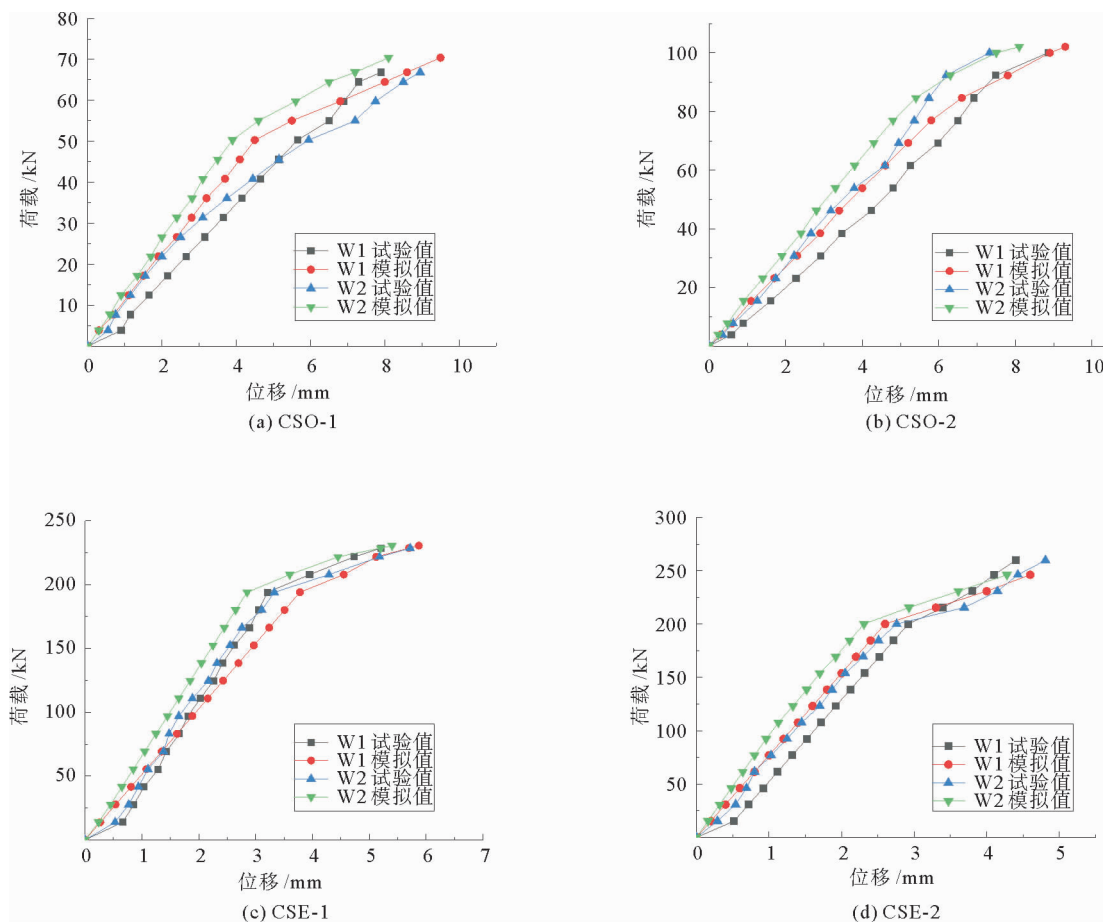 80
70
60
50
40
30
20
10
荷载/kN
W1 试验值
W1 模拟值
W2 试验值
W2 模拟值
0 2 4 6 8 10
位移/mm
(a) CSO-1
100
80
60
40
20
荷载/kN
W1 试验值
W1 模拟值
W2 试验值
W2 模拟值
0 2 4 6 8 10
位移/mm
(b) CSO-2
250
200
150
100
50
荷载/kN
W1 试验值
W1 模拟值
W2 试验值
W2 模拟值
0 1 2 3 4 5 6 7
位移/mm
(c) CSE-1
300
250
200
150
100
50
荷载/kN
W1 试验值
W1 模拟值
W2 试验值
W2 模拟值
0 1 2 3 4 5
位移/mm
(d) CSE-2